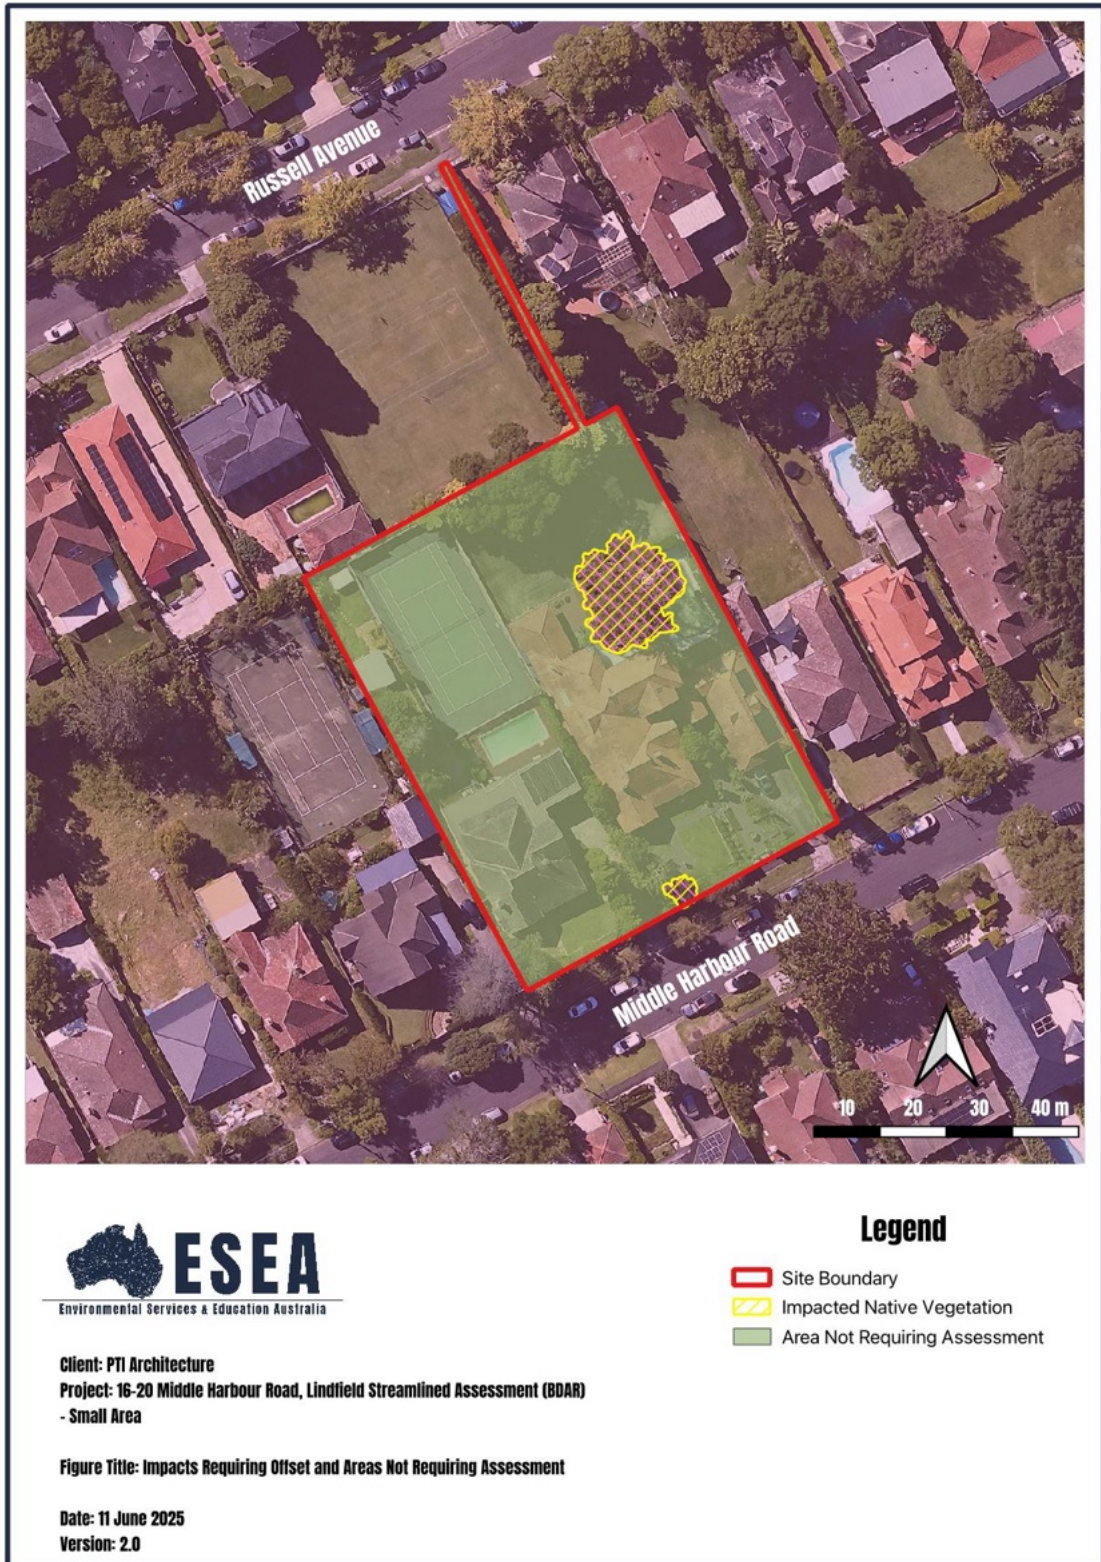 Russell Avenue
Middle Harbour Road
10 20 30 40 m
ESEA
Environmental Services & Education Australia
Legend
Site Boundary
Impacted Native Vegetation
Area Not Requiring Assessment
Client: PTI Architecture
Project: 16-20 Middle Harbour Road, Lindfield Streamlined Assessment (BDAR)
- Small Area
Figure Title: Impacts Requiring Offset and Areas Not Requiring Assessment
Date: 11 June 2025
Version: 2.0